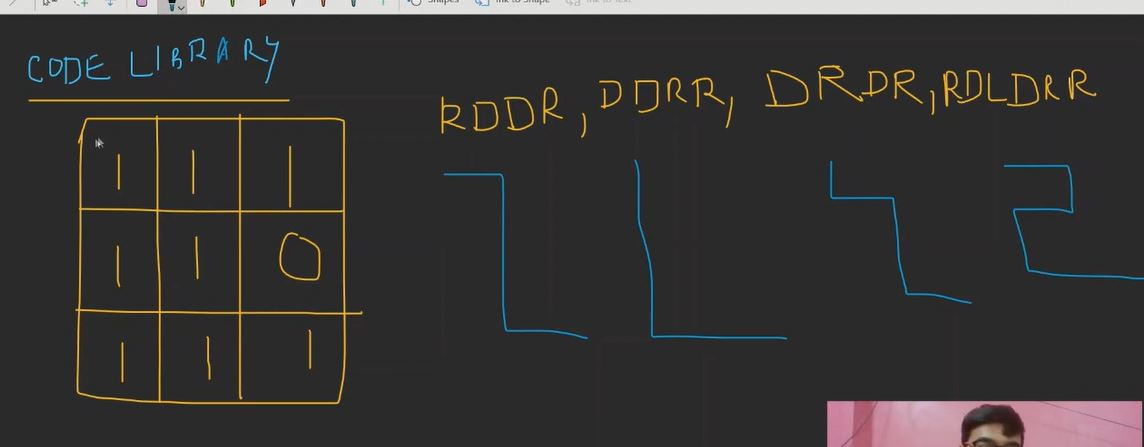 CODE LIBRARY
RDDR, DDRR, DRDR, RDLDRR
1 1 1
1 1 0
1 1 1